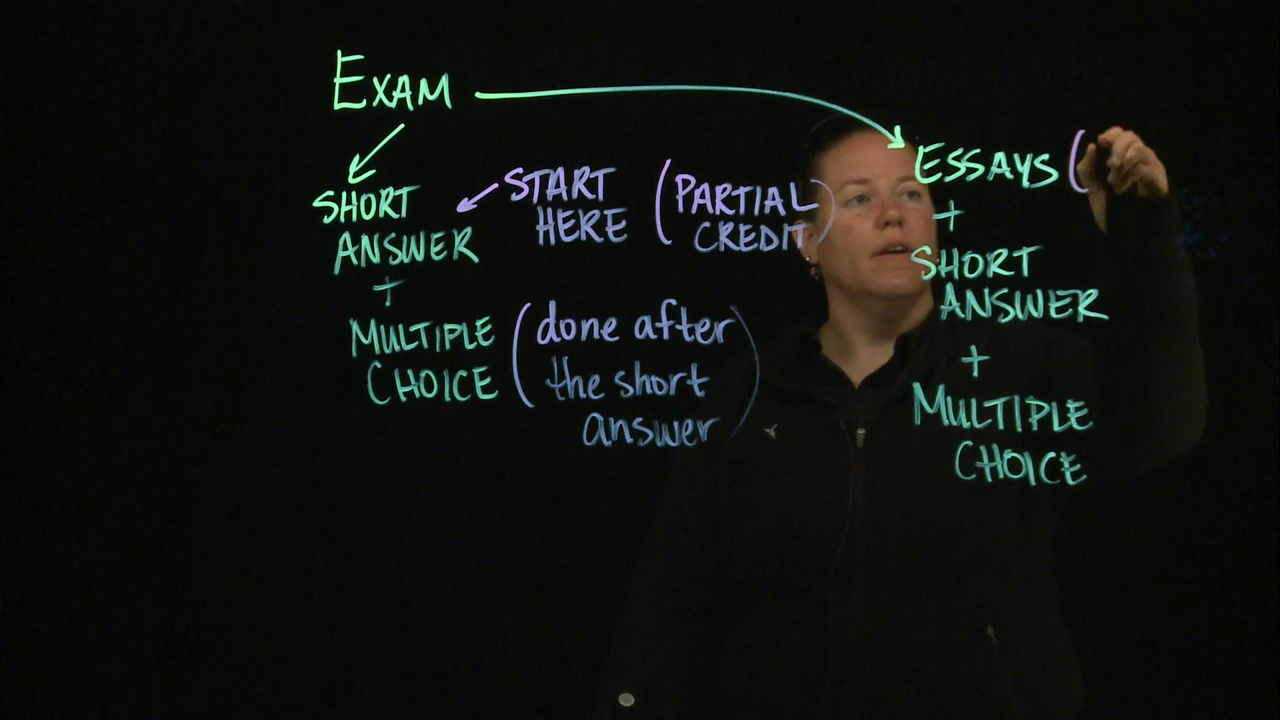 EXAM
SHORT
ANSWER
+
MULTIPLE
CHOICE
START
HERE
(PARTIAL
CREDIT)
(done after
the short
answer)
ESSAYS (
+
SHORT
ANSWER
+
MULTIPLE
CHOICE